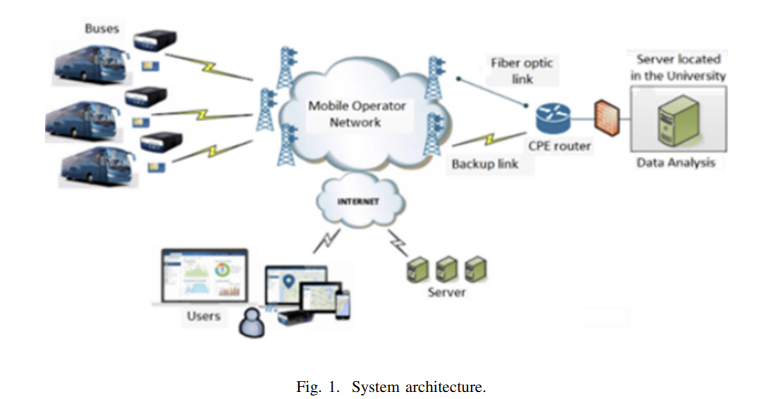 Buses
Fiber optic
link
Server located
in the University
Mobile Operator
Network
CPE router
Backup link
Data Analysis
INTERNET
Users
Server
Fig. 1. System architecture.